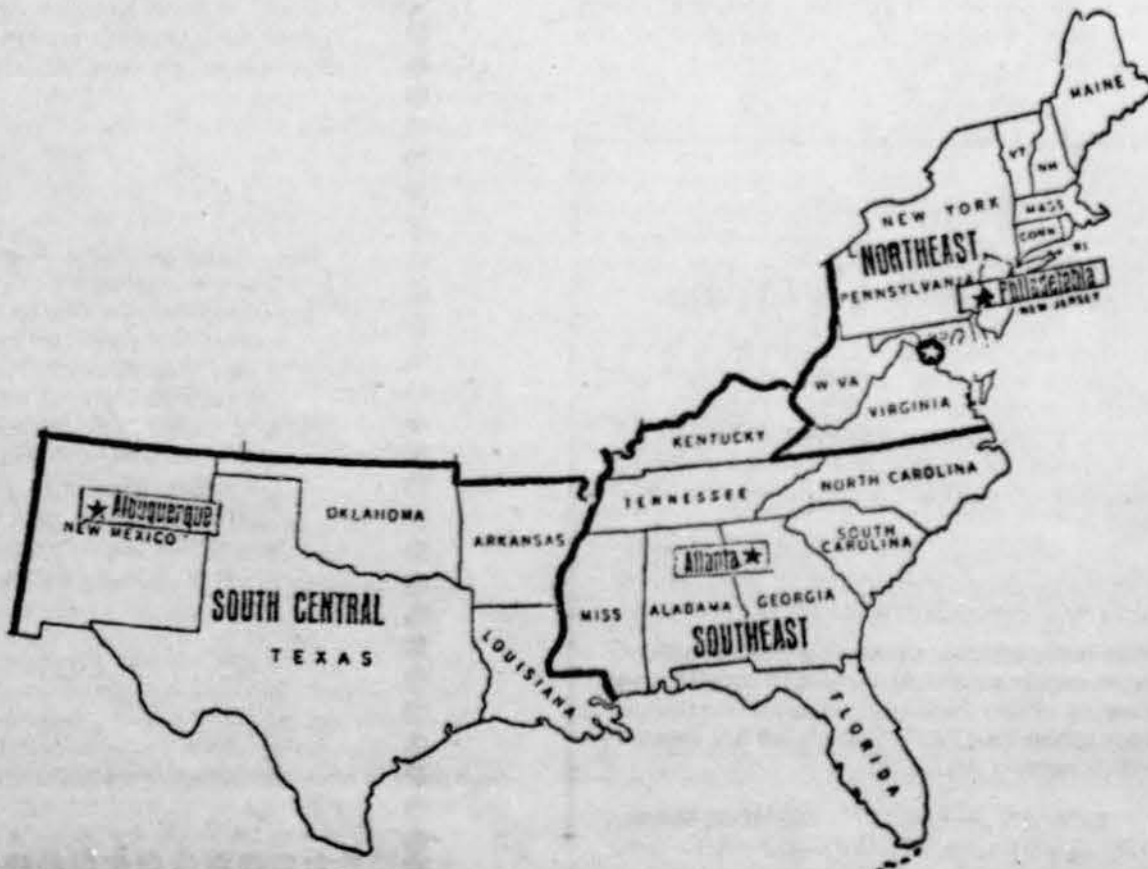 MAINE
VT
NH
NEW YORK
MASS
CONN
RI
NORTHEAST
PENNSYLVANIA
Philadelphia
NEW JERSEY
W VA
VIRGINIA
KENTUCKY
NORTH CAROLINA
TENNESSEE
SOUTH
CAROLINA
Albuquerque
NEW MEXICO
OKLAHOMA
ARKANSAS
Atlanta
MISS
ALABAMA
GEORGIA
SOUTHEAST
SOUTH CENTRAL
TEXAS
LOUISIANA
FLORIDA